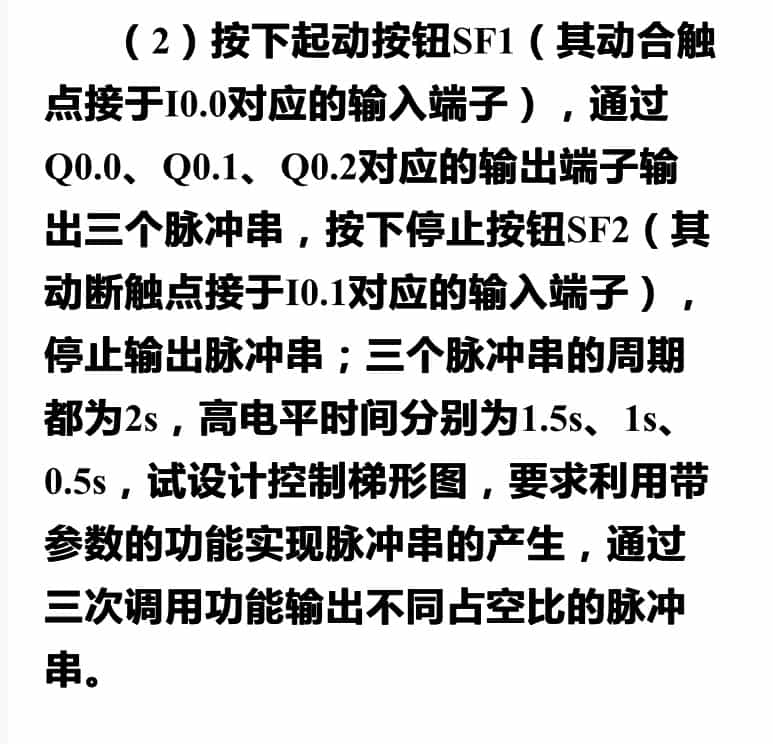 （2）按下起动按钮SF1（其动合触
点接于I0.0对应的输入端子），通过
Q0.0、Q0.1、Q0.2对应的输出端子输
出三个脉冲串，按下停止按钮SF2（其
动断触点接于I0.1对应的输入端子），
停止输出脉冲串；三个脉冲串的周期
都为2s，高电平时间分别为1.5s、1s、
0.5s，试设计控制梯形图，要求利用带
参数的功能实现脉冲串的产生，通过
三次调用功能输出不同占空比的脉冲
串。